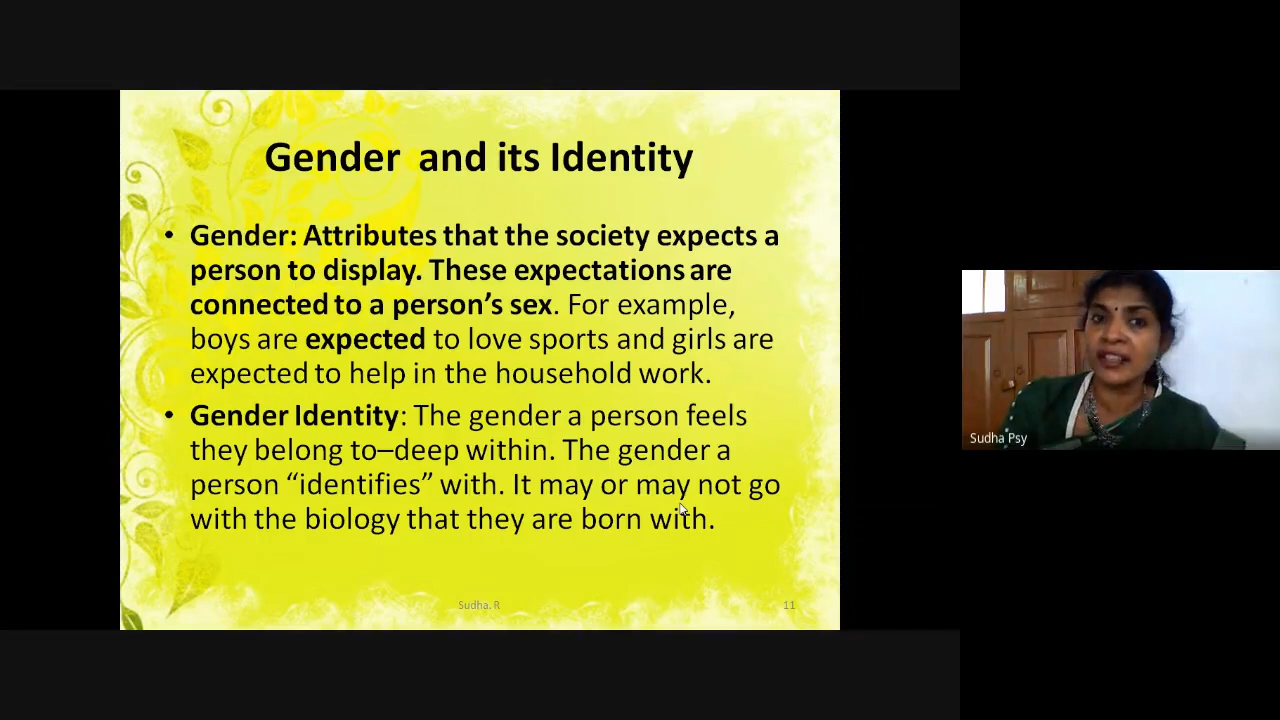 Gender and its Identity
• Gender: Attributes that the society expects a
person to display. These expectations are
connected to a person’s sex. For example,
boys are expected to love sports and girls are
expected to help in the household work.
• Gender Identity: The gender a person feels
they belong to–deep within. The gender a
person “identifies” with. It may or may not go
with the biology that they are born with.
Sudha. R
11
Sudha Psy